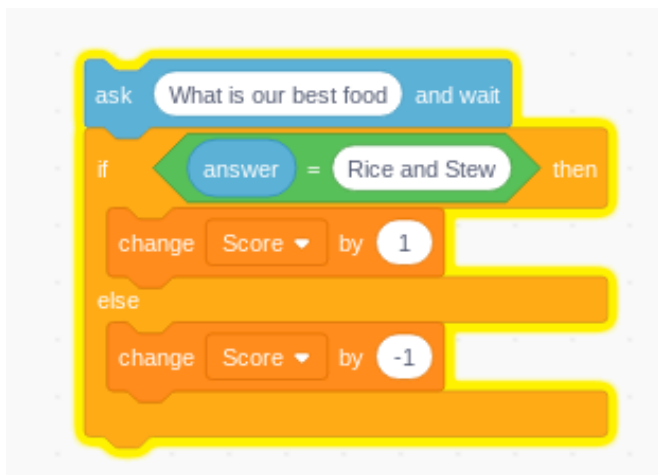 ask What is our best food and wait
if answer = Rice and Stew then
change Score by 1
else
change Score by -1